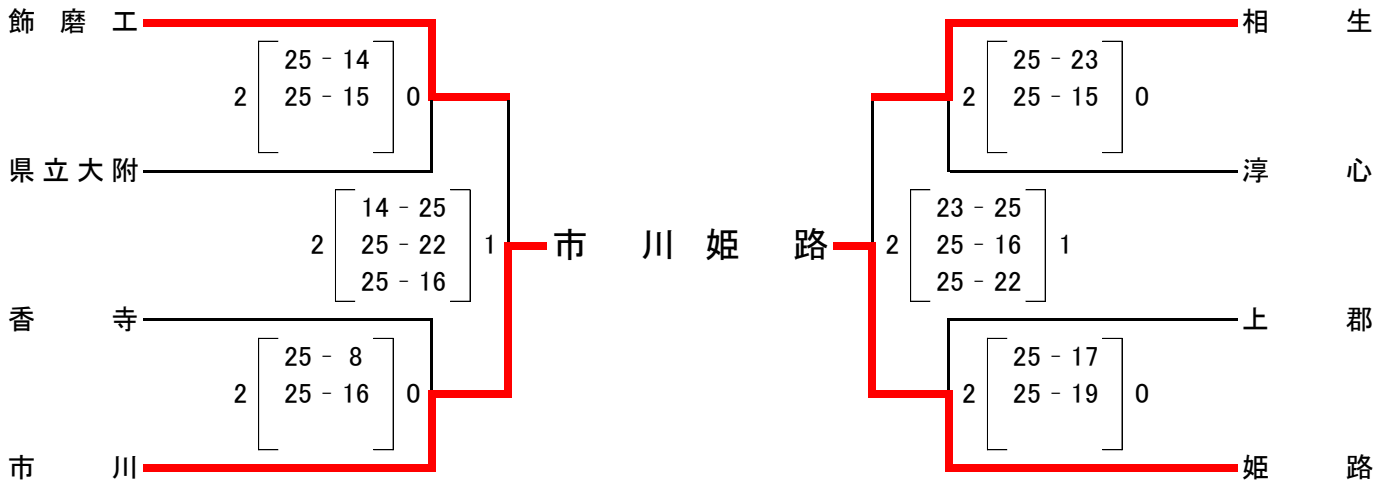 飾磨工
相生
25 - 14
25 - 23
2 25 - 15 0
2 25 - 15 0
県立大附
淳心
14 - 25
23 - 25
2 25 - 22 1
市川
姫路
2 25 - 16 1
25 - 16
25 - 22
香寺
上郡
25 - 8
25 - 17
2 25 - 16 0
2 25 - 19 0
市川
姫路